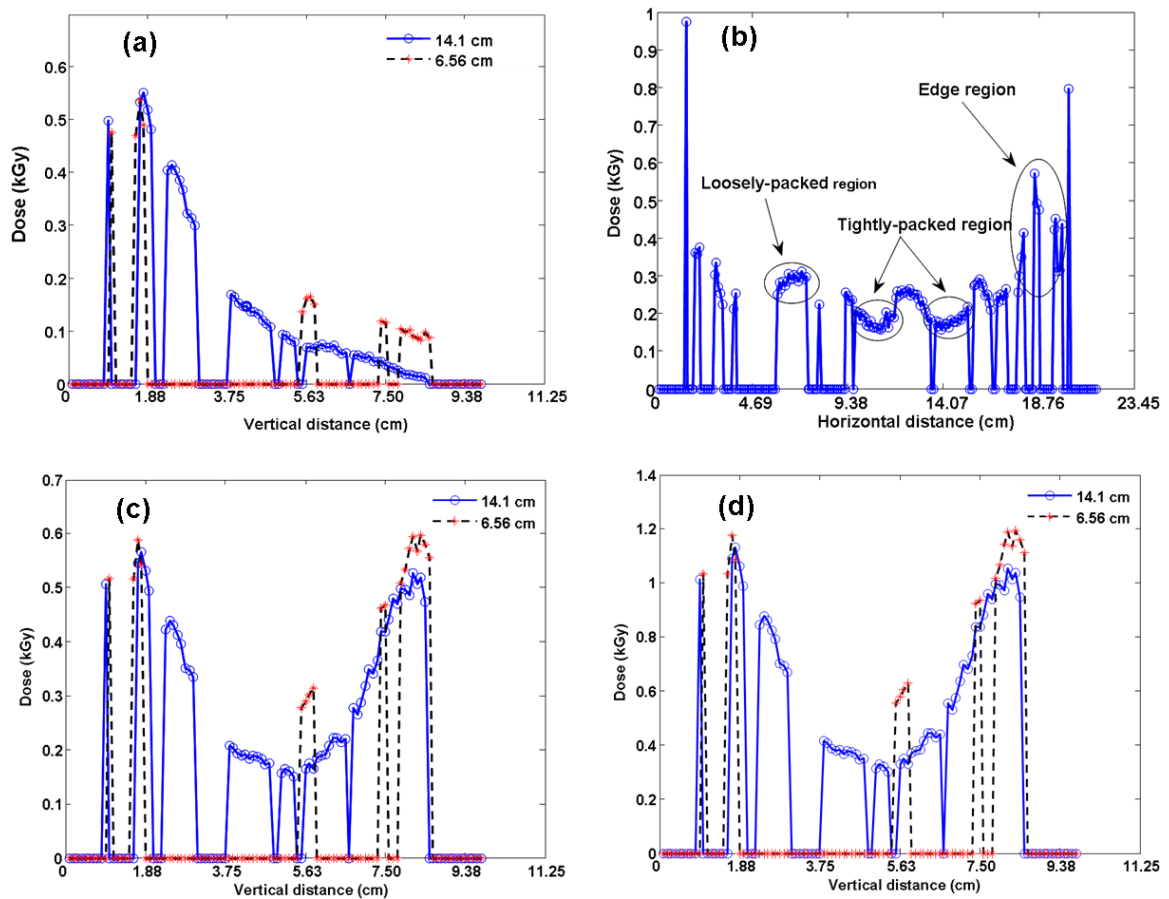 (a)
14.1 cm
6.56 cm
0.6
0.5
0.4
0.3
0.2
0.1
0
Dose (kGy)
0 1.88 3.75 5.63 7.50 9.38 11.25
Vertical distance (cm)
(b)
1
0.9
0.8
0.7
0.6
0.5
0.4
0.3
0.2
0.1
0
Dose (kGy)
Edge region
Loosely-packed region
Tightly-packed region
0 4.69 9.38 14.07 18.76 23.45
Horizontal distance (cm)
(c)
14.1 cm
6.56 cm
0.7
0.6
0.5
0.4
0.3
0.2
0.1
0
Dose (kGy)
0 1.88 3.75 5.63 7.50 9.38 11.25
Vertical distance (cm)
(d)
14.1 cm
6.56 cm
1.4
1.2
1
0.8
0.6
0.4
0.2
0
Dose (kGy)
0 1.88 3.75 5.63 7.50 9.38 11.25
Vertical distance (cm)